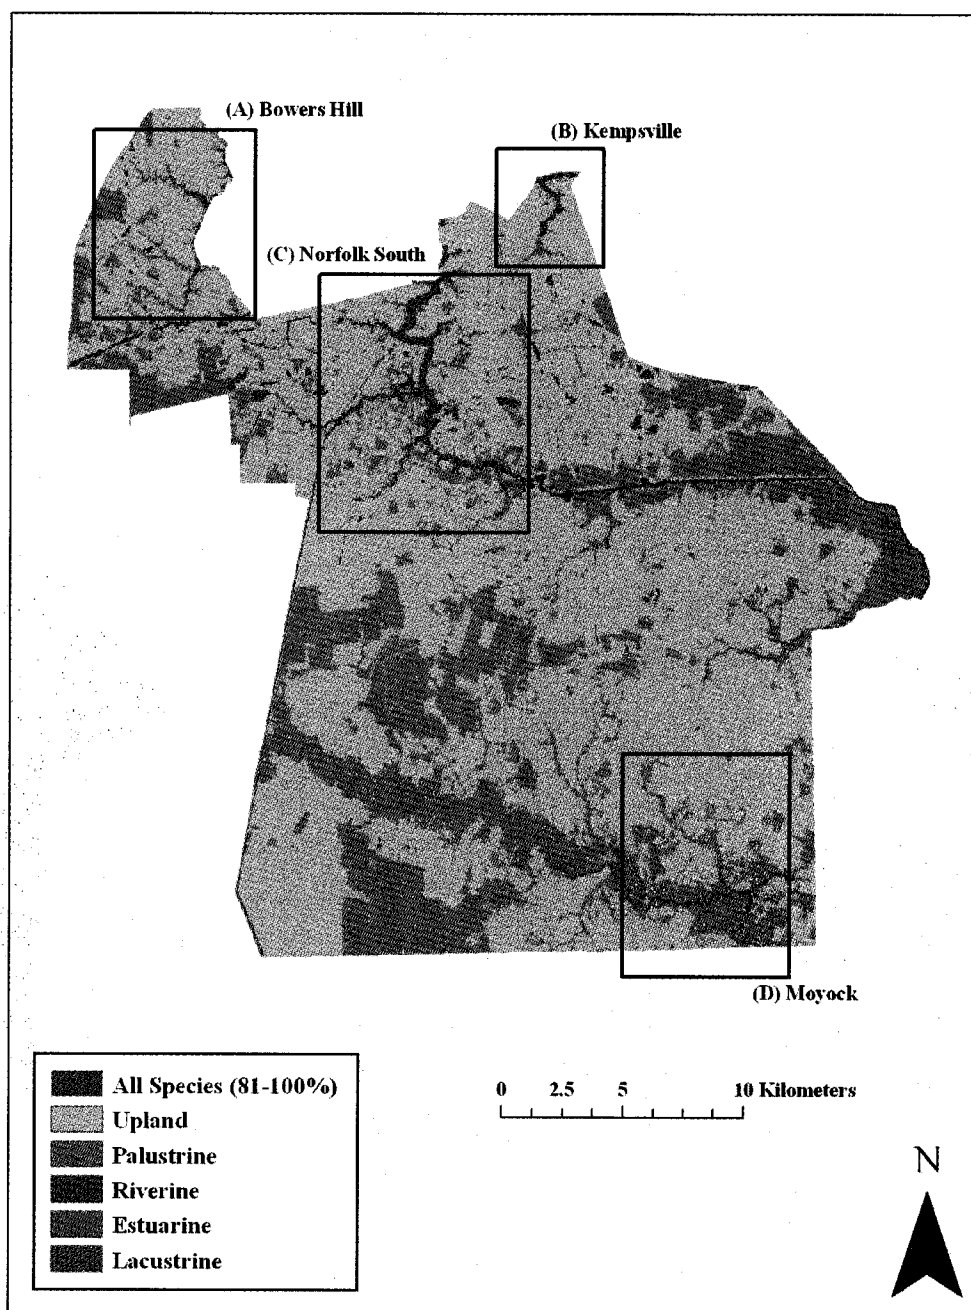 (A) Bowers Hill
(B) Kempsville
(C) Norfolk South
(D) Moyock
All Species (81-100%)
Upland
Palustrine
Riverine
Estuarine
Lacustrine
0 2.5 5 10 Kilometers
N